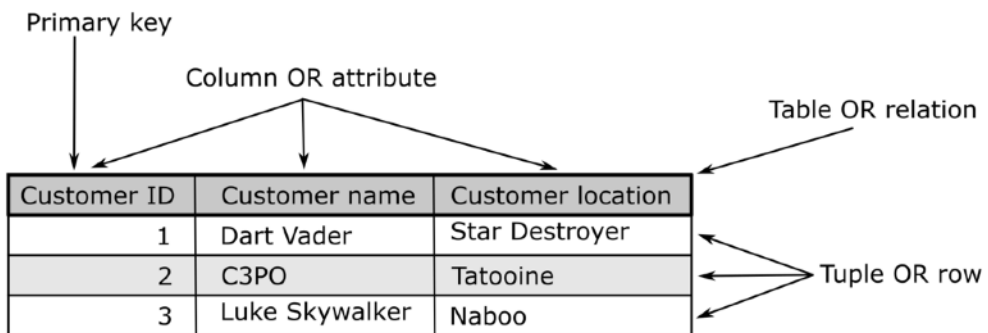 Primary key
Column OR attribute
Table OR relation
Customer ID Customer name Customer location
1 Dart Vader Star Destroyer
2 C3PO Tatooine
Tuple OR row
3 Luke Skywalker Naboo